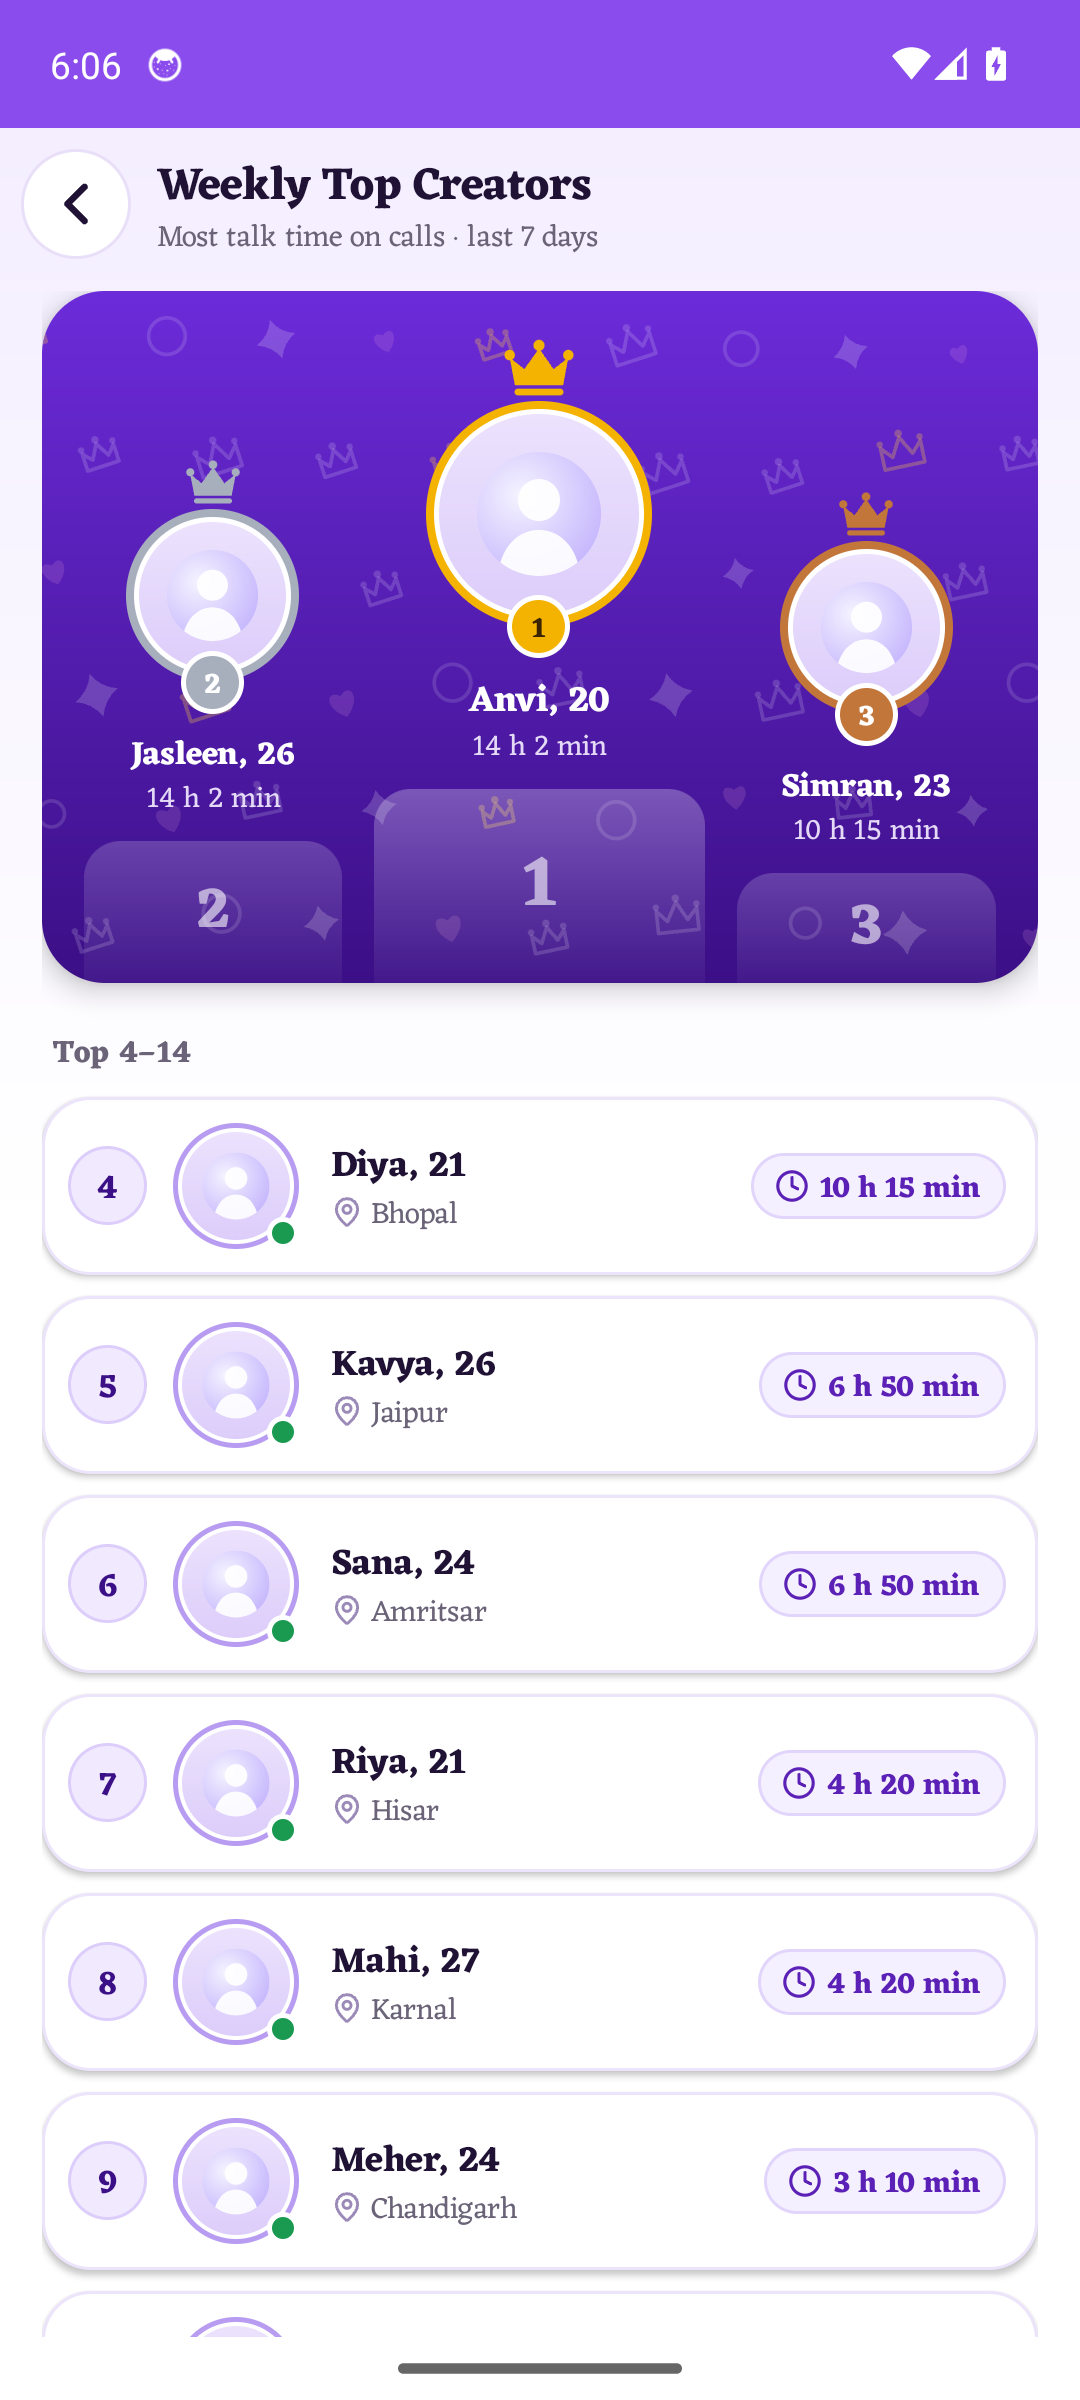 6:06
Weekly Top Creators
Most talk time on calls · last 7 days
1
2
3
Anvi, 20
14 h 2 min
Jasleen, 26
14 h 2 min
Simran, 23
10 h 15 min
1
2
3
Top 4–14
4
Diya, 21
Bhopal
10 h 15 min
5
Kavya, 26
Jaipur
6 h 50 min
6
Sana, 24
Amritsar
6 h 50 min
7
Riya, 21
Hisar
4 h 20 min
8
Mahi, 27
Karnal
4 h 20 min
9
Meher, 24
Chandigarh
3 h 10 min